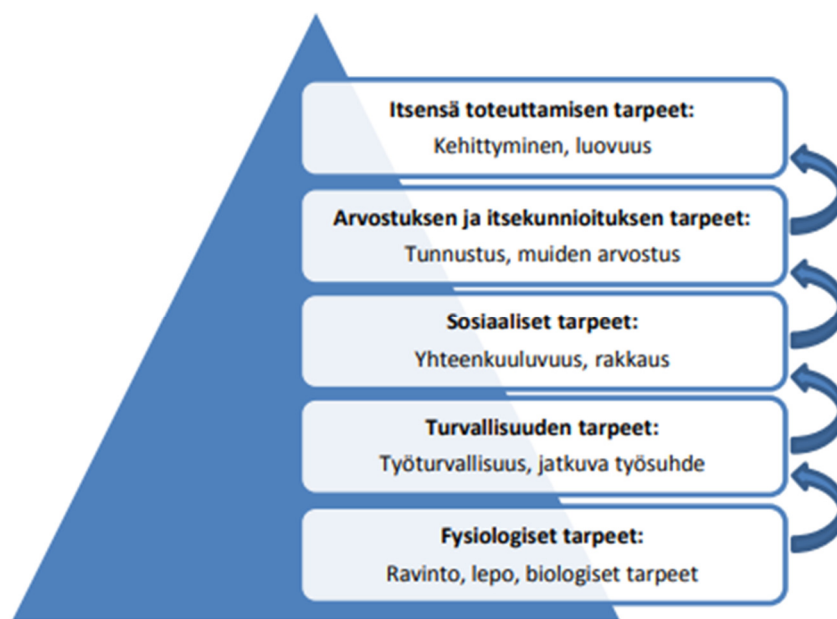 Itsensä toteuttamisen tarpeet:
Kehittyminen, luovuus
Arvostuksen ja itsekunnioituksen tarpeet:
Tunnustus, muiden arvostus
Sosiaaliset tarpeet:
Yhteenkuuluvuus, rakkaus
Turvallisuuden tarpeet:
Työturvallisuus, jatkuva työsuhde
Fysiologiset tarpeet:
Ravinto, lepo, biologiset tarpeet